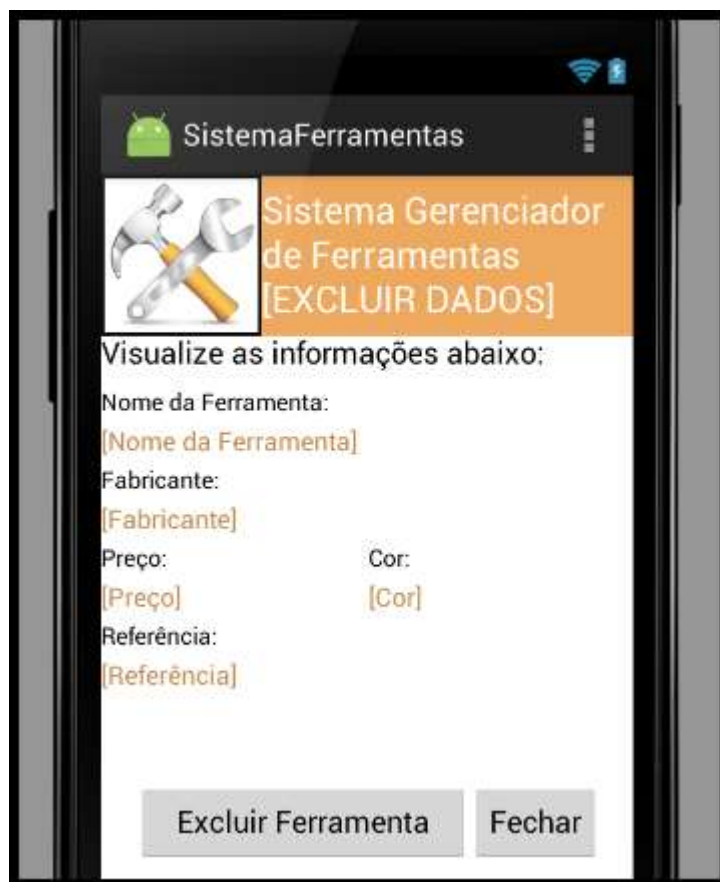 SistemaFerramentas
Sistema Gerenciador
de Ferramentas
[EXCLUIR DADOS]
Visualize as informações abaixo:
Nome da Ferramenta:
[Nome da Ferramenta]
Fabricante:
[Fabricante]
Preço: Cor:
[Preço] [Cor]
Referência:
[Referência]
Excluir Ferramenta Fechar